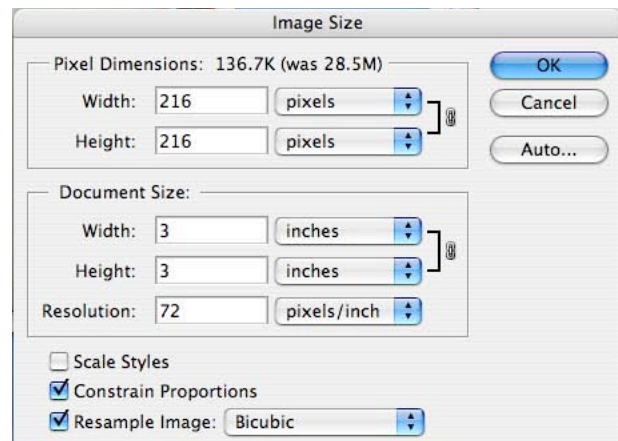 Image Size
Pixel Dimensions: 136.7K (was 28.5M)
OK
Width: 216 pixels
Cancel
Height: 216 pixels
Auto...
Document Size:
Width: 3 inches
Height: 3 inches
Resolution: 72 pixels/inch
Scale Styles
Constrain Proportions
Resample Image: Bicubic